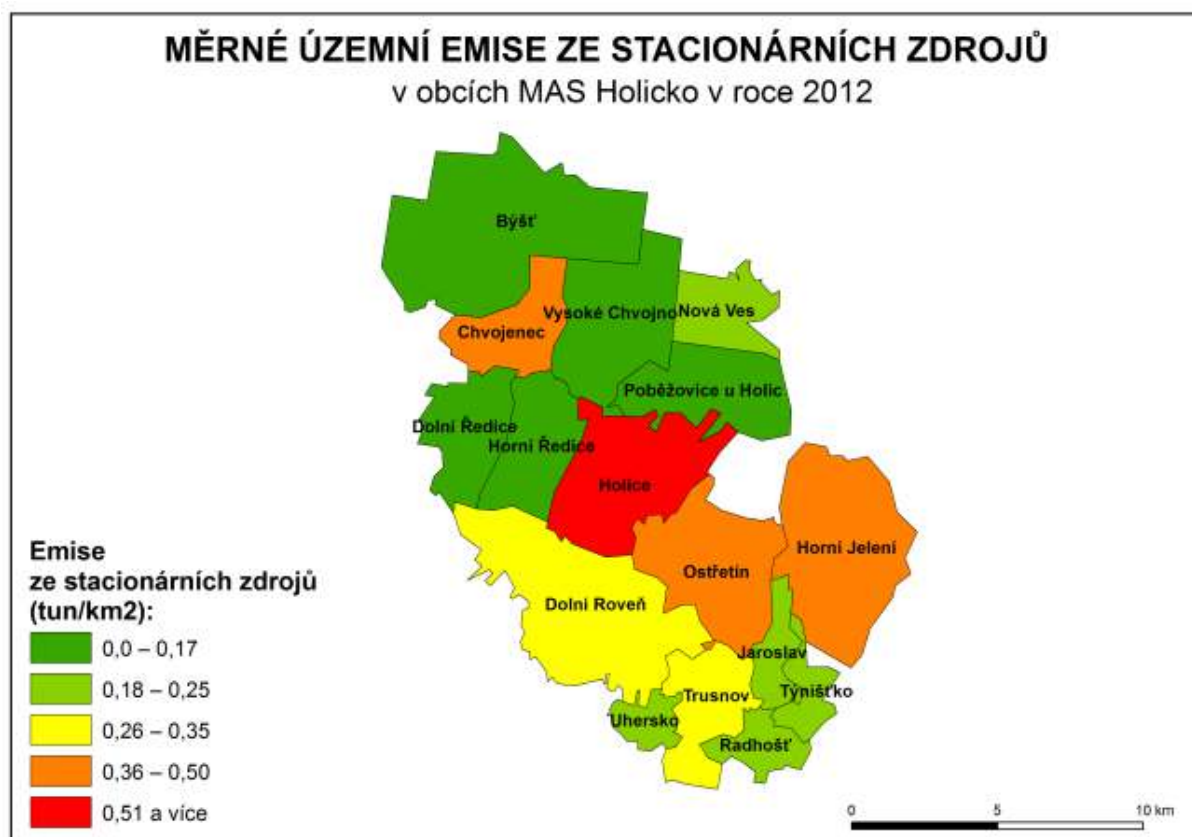 MĚRNÉ ÚZEMNÍ EMISE ZE STACIONÁRNÍCH ZDROJŮ
v obcích MAS Holicko v roce 2012
Býšť
Vysoké Chvojno
Nová Ves
Chvojenec
Poběžovice u Holic
Dolní Ředice
Horní Ředice
Holice
Horní Jelení
Ostřetín
Dolní Roveň
Jaroslav
Týnišťko
Trusnov
Uhersko
Radhošť
Emise
ze stacionárních zdrojů
(tun/km2):
0,0 – 0,17
0,18 – 0,25
0,26 – 0,35
0,36 – 0,50
0,51 a více
0 5 10 km